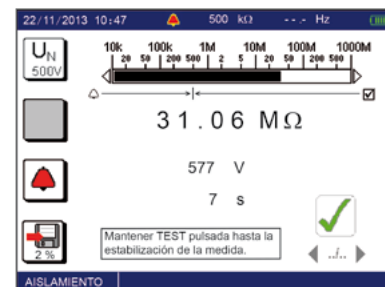 22/11/2013 10:47 500 kΩ - - . - Hz
UN
500V
10k 100k 1M 10M 100M 1000M
20 50 200 500 2 5 20 50 200 500
31.06 MΩ
577 V
7 s
Mantener TEST pulsada hasta la
estabilización de la medida.
2 %
../..
AISLAMIENTO